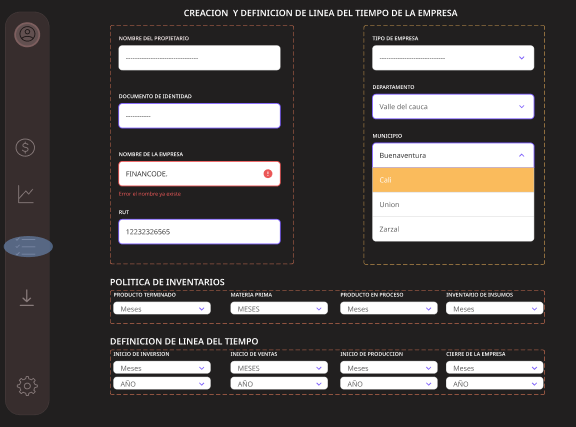 CREACION Y DEFINICION DE LINEA DEL TIEMPO DE LA EMPRESA
NOMBRE DEL PROPIETARIO
DOCUMENTO DE IDENTIDAD
NOMBRE DE LA EMPRESA
FINANCODE.
Error el nombre ya existe
RUT
12232326565
TIPO DE EMPRESA
DEPARTAMENTO
Valle del cauca
MUNICIPIO
Buenaventura
Cali
Union
Zarzal
POLITICA DE INVENTARIOS
PRODUCTO TERMINADO MATERIA PRIMA PRODUCTO EN PROCESO INVENTARIO DE INSUMOS
Meses MESES Meses Meses
DEFINICION DE LINEA DEL TIEMPO
INICIO DE INVERSION INICIO DE VENTAS INICIO DE PRODUCCION CIERRE DE LA EMPRESA
Meses MESES Meses Meses
AÑO AÑO AÑO AÑO